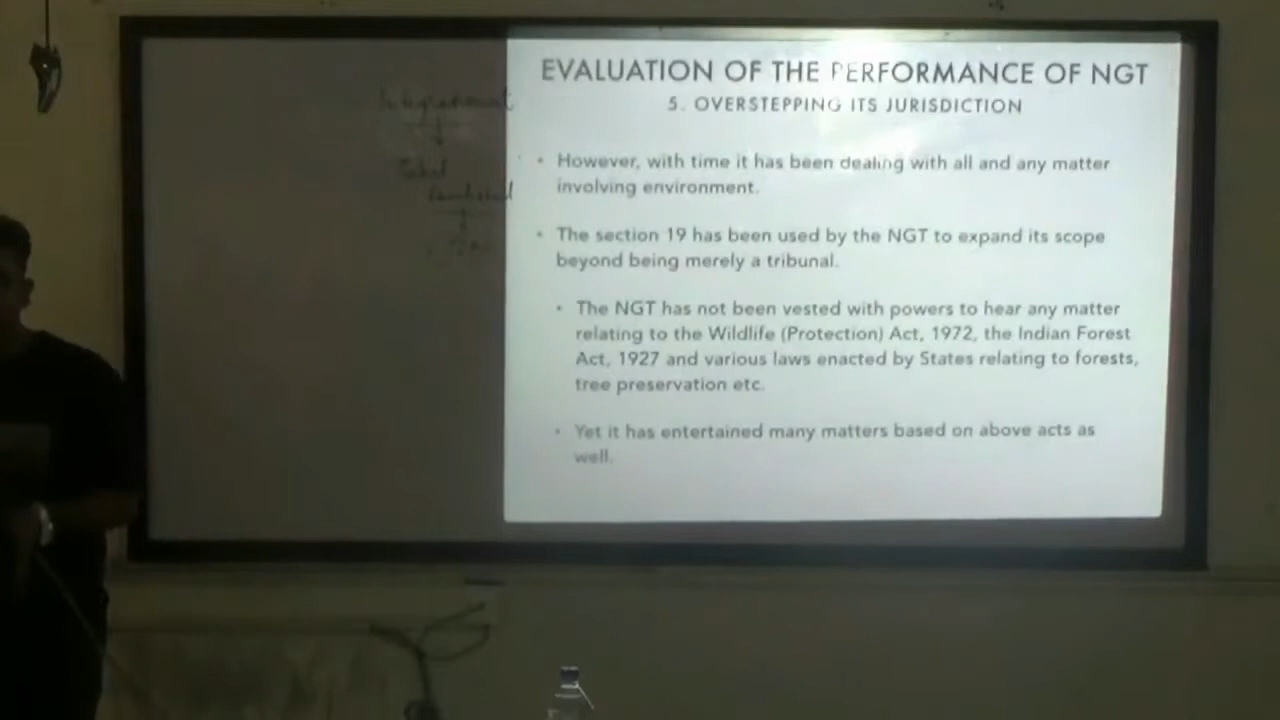 EVALUATION OF THE PERFORMANCE OF NGT
5. OVERSTEPPING ITS JURISDICTION
• However, with time it has been dealing with all and any matter
involving environment.
• The section 19 has been used by the NGT to expand its scope
beyond being merely a tribunal.
• The NGT has not been vested with powers to hear any matter
relating to the Wildlife (Protection) Act, 1972, the Indian Forest
Act, 1927 and various laws enacted by States relating to forests,
tree preservation etc.
• Yet it has entertained many matters based on above acts as
well.